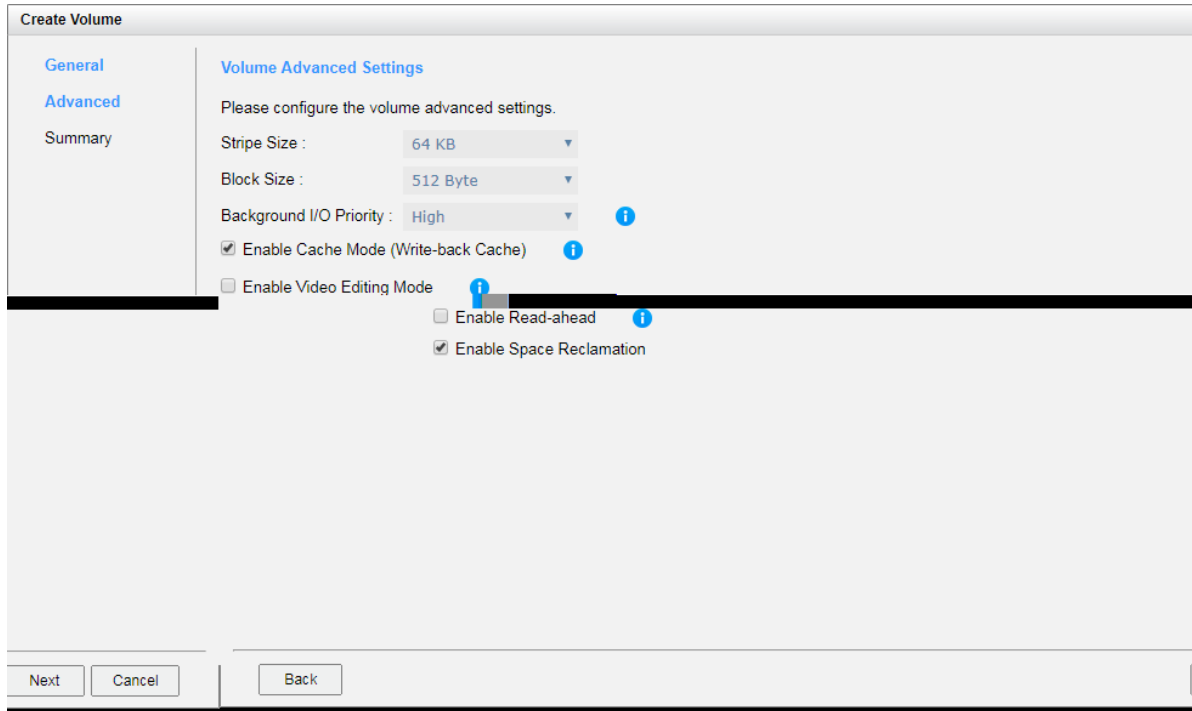 Create Volume
General
Advanced
Summary
Volume Advanced Settings
Please configure the volume advanced settings.
Stripe Size : 64 KB
Block Size : 512 Byte
Background I/O Priority : High
Enable Cache Mode (Write-back Cache)
Enable Video Editing Mode
Enable Read-ahead
Enable Space Reclamation
Next Cancel Back